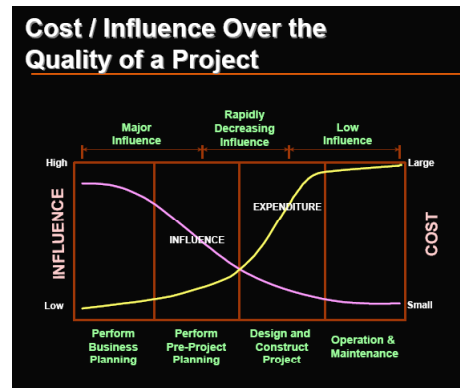 Cost / Influence Over the
Quality of a Project
Major
Influence
Rapidly
Decreasing
Influence
Low
Influence
High
Large
INFLUENCE
EXPENDITURE
INFLUENCE
COST
Low
Small
Perform
Business
Planning
Perform
Pre-Project
Planning
Design and
Construct
Project
Operation &
Maintenance